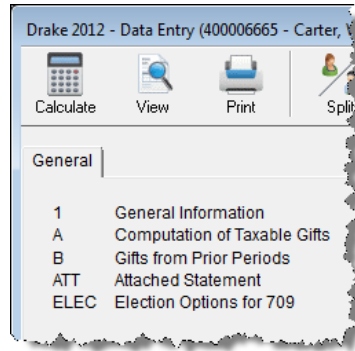 Drake 2012 - Data Entry (400006665 - Carter,
Calculate View Print Split
General
1 General Information
A Computation of Taxable Gifts
B Gifts from Prior Periods
ATT Attached Statement
ELEC Election Options for 709